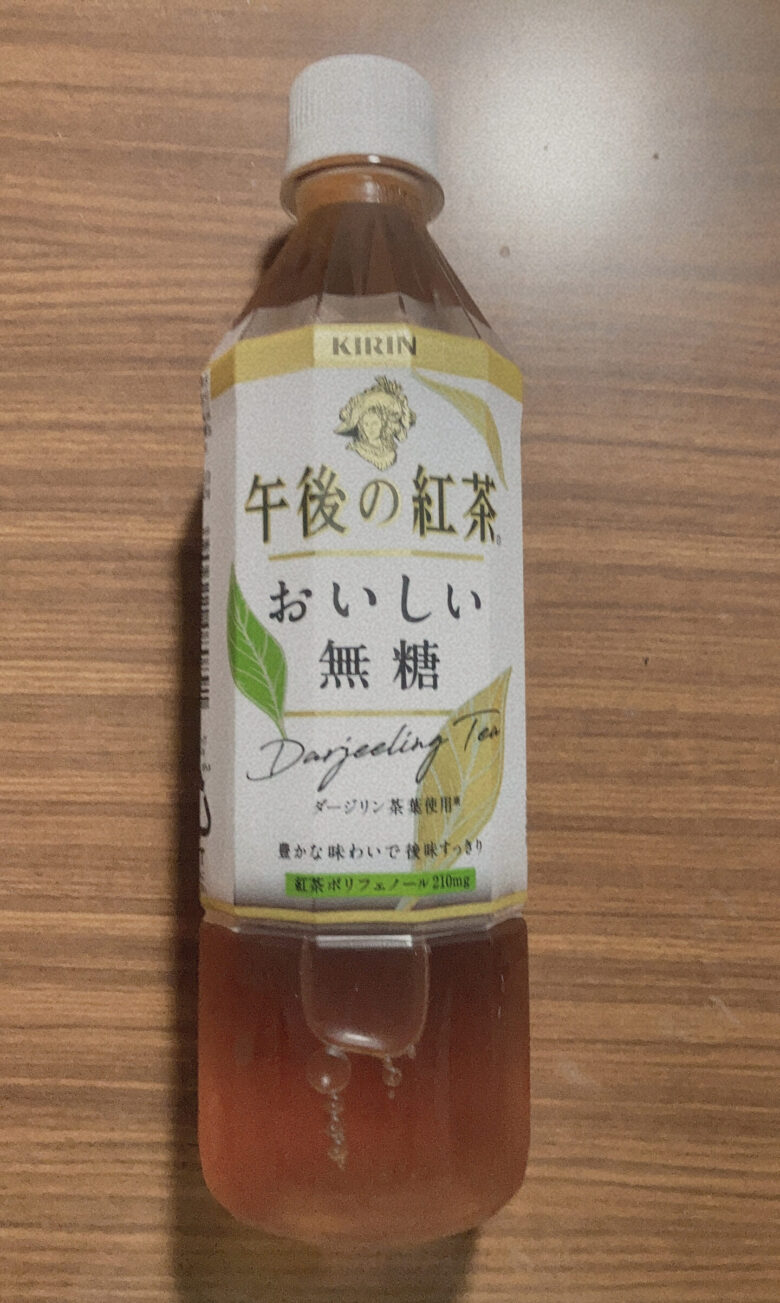 KIRIN
午後の紅茶®
おいしい
無糖
Darjeeling Tea
ダージリン茶葉使用※
豊かな味わいで後味すっきり
紅茶ポリフェノール210mg